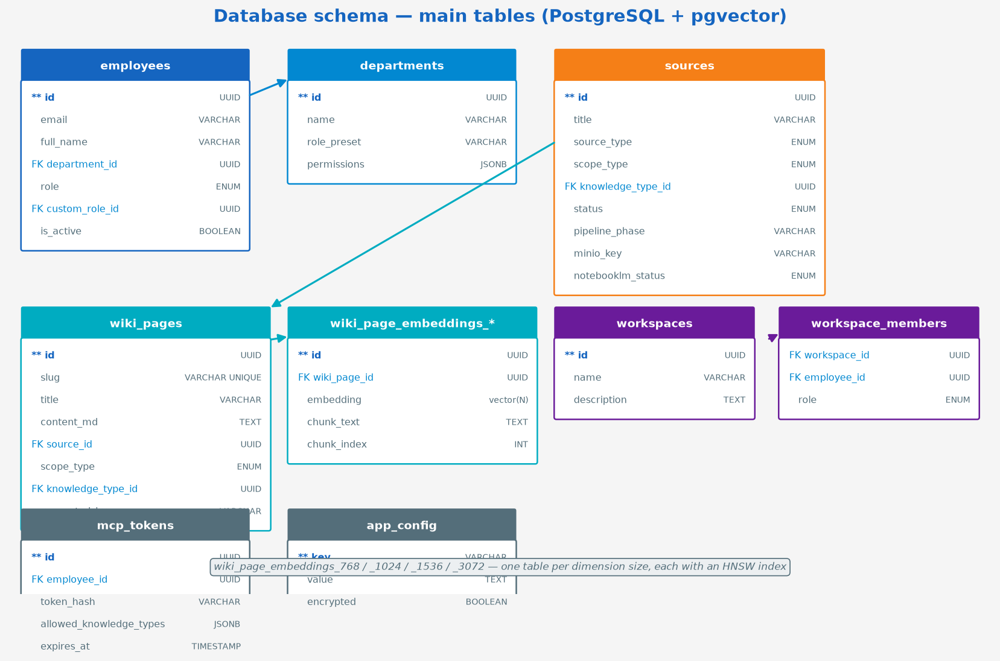 Database schema — main tables (PostgreSQL + pgvector)
employees
** id UUID
email VARCHAR
full_name VARCHAR
FK department_id UUID
role ENUM
FK custom_role_id UUID
is_active BOOLEAN
departments
** id UUID
name VARCHAR
role_preset VARCHAR
permissions JSONB
sources
** id UUID
title VARCHAR
source_type ENUM
scope_type ENUM
FK knowledge_type_id UUID
status ENUM
pipeline_phase VARCHAR
minio_key VARCHAR
notebooklm_status ENUM
wiki_pages
** id UUID
slug VARCHAR UNIQUE
title VARCHAR
content_md TEXT
FK source_id UUID
scope_type ENUM
FK knowledge_type_id UUID
VARCHAR
wiki_page_embeddings_*
** id UUID
FK wiki_page_id UUID
embedding vector(N)
chunk_text TEXT
chunk_index INT
workspaces
** id UUID
name VARCHAR
description TEXT
workspace_members
FK workspace_id UUID
FK employee_id UUID
role ENUM
mcp_tokens
** id UUID
FK employee_id UUID
token_hash VARCHAR
allowed_knowledge_types JSONB
expires_at TIMESTAMP
app_config
** key VARCHAR
value TEXT
encrypted BOOLEAN
wiki_page_embeddings_768 / _1024 / _1536 / _3072 — one table per dimension size, each with an HNSW index